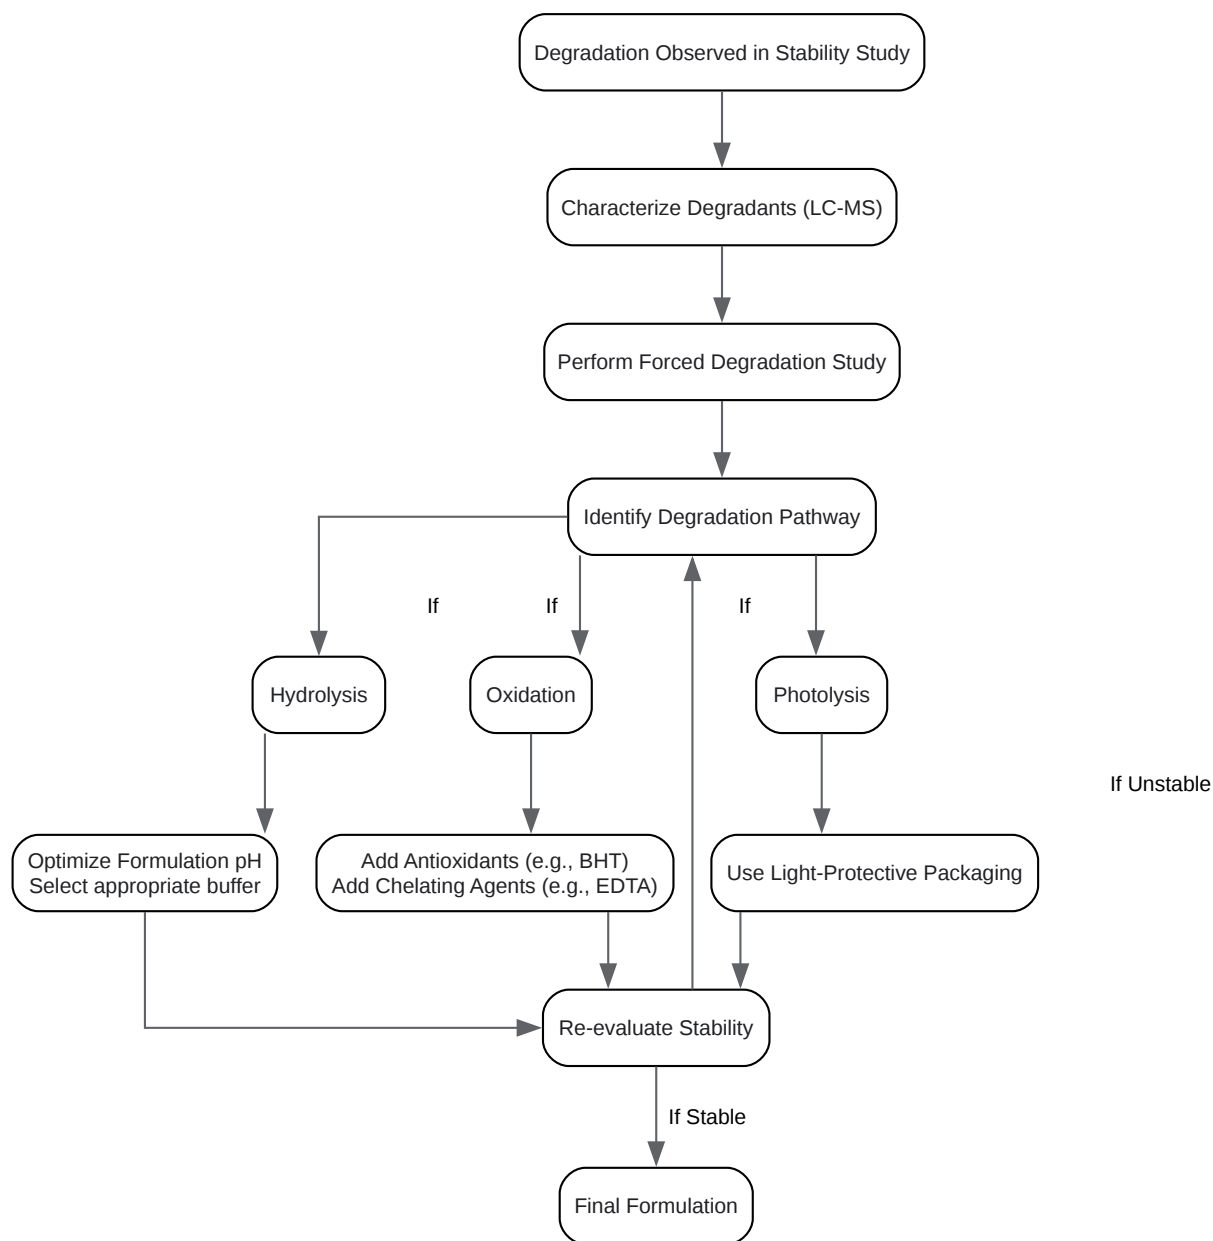 Degradation Observed in Stability Study
Characterize Degradants (LC-MS)
Perform Forced Degradation Study
Identify Degradation Pathway
If
If
If
Hydrolysis
Oxidation
Photolysis
If Unstable
Optimize Formulation pH
Select appropriate buffer
Add Antioxidants (e.g., BHT)
Add Chelating Agents (e.g., EDTA)
Use Light-Protective Packaging
Re-evaluate Stability
If Stable
Final Formulation